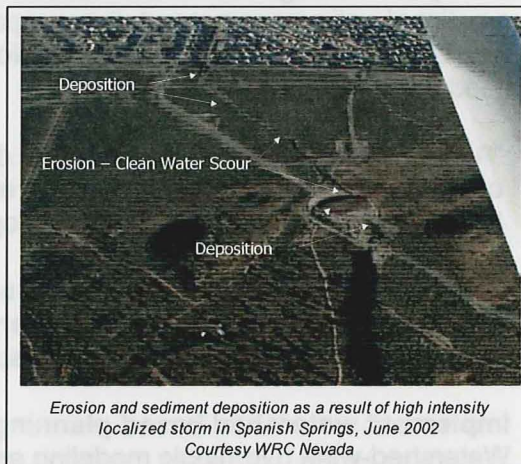 Deposition
Erosion – Clean Water Scour
Deposition
Erosion and sediment deposition as a result of high intensity
localized storm in Spanish Springs, June 2002
Courtesy WRC Nevada